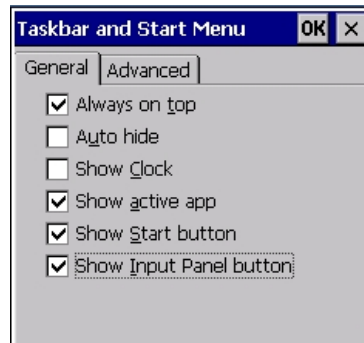 Taskbar and Start Menu OK ×
General Advanced
Always on top
Auto hide
Show Clock
Show active app
Show Start button
Show Input Panel button